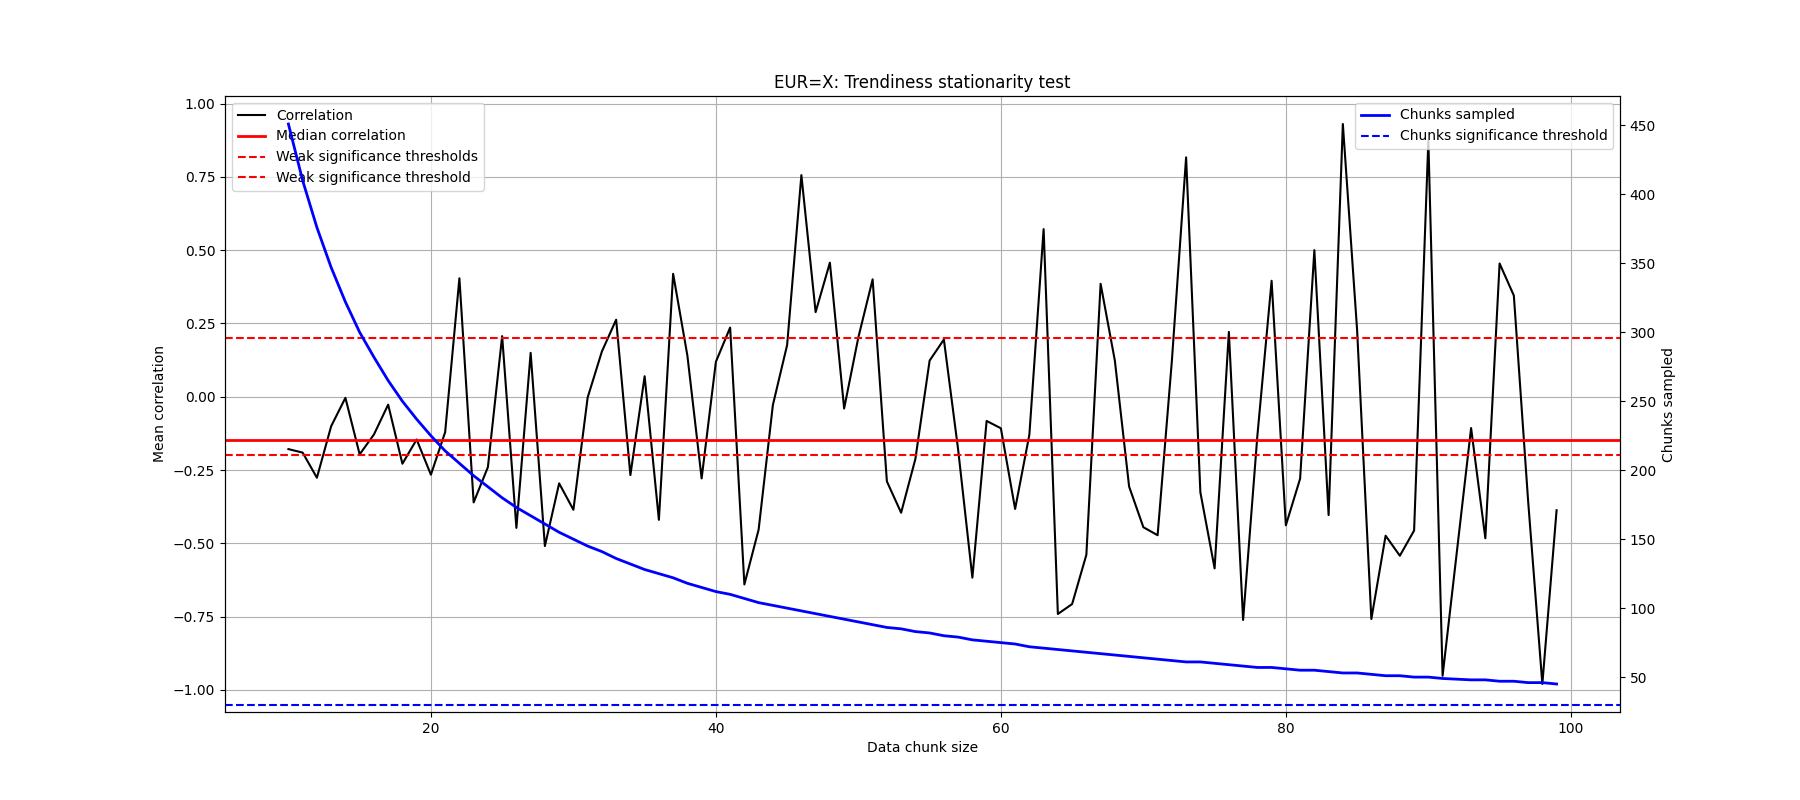 EUR=X: Trendiness stationarity test
Correlation
Median correlation
Weak significance thresholds
Weak significance threshold
Chunks sampled
Chunks significance threshold
Mean correlation
1.00
0.75
0.50
0.25
0.00
−0.25
−0.50
−0.75
−1.00
450
400
350
300
250
200
150
100
50
Chunks sampled
20
40
60
80
100
Data chunk size